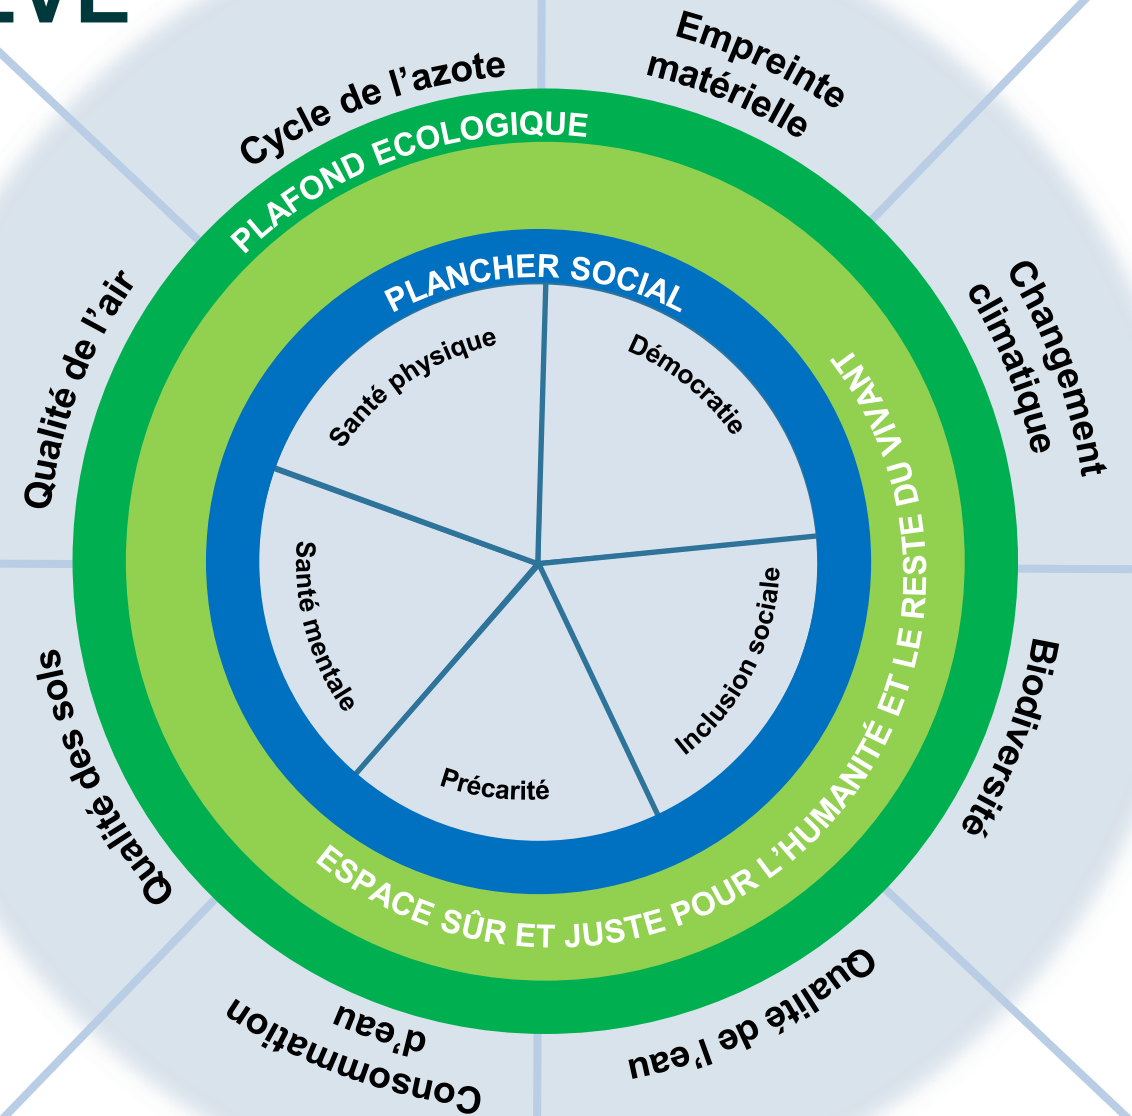 Empreinte
matérielle
Cycle de l’azote
PLAFOND ECOLOGIQUE
Changement
climatique
Qualité de l’air
PLANCHER SOCIAL
Santé physique
Démocratie
Santé mentale
Inclusion sociale
Précarité
ESPACE SÛR ET JUSTE POUR L’HUMANITÉ ET LE RESTE DU VIVANT
Biodiversité
Qualité des sols
Qualité de l’eau
Consommation
d’eau